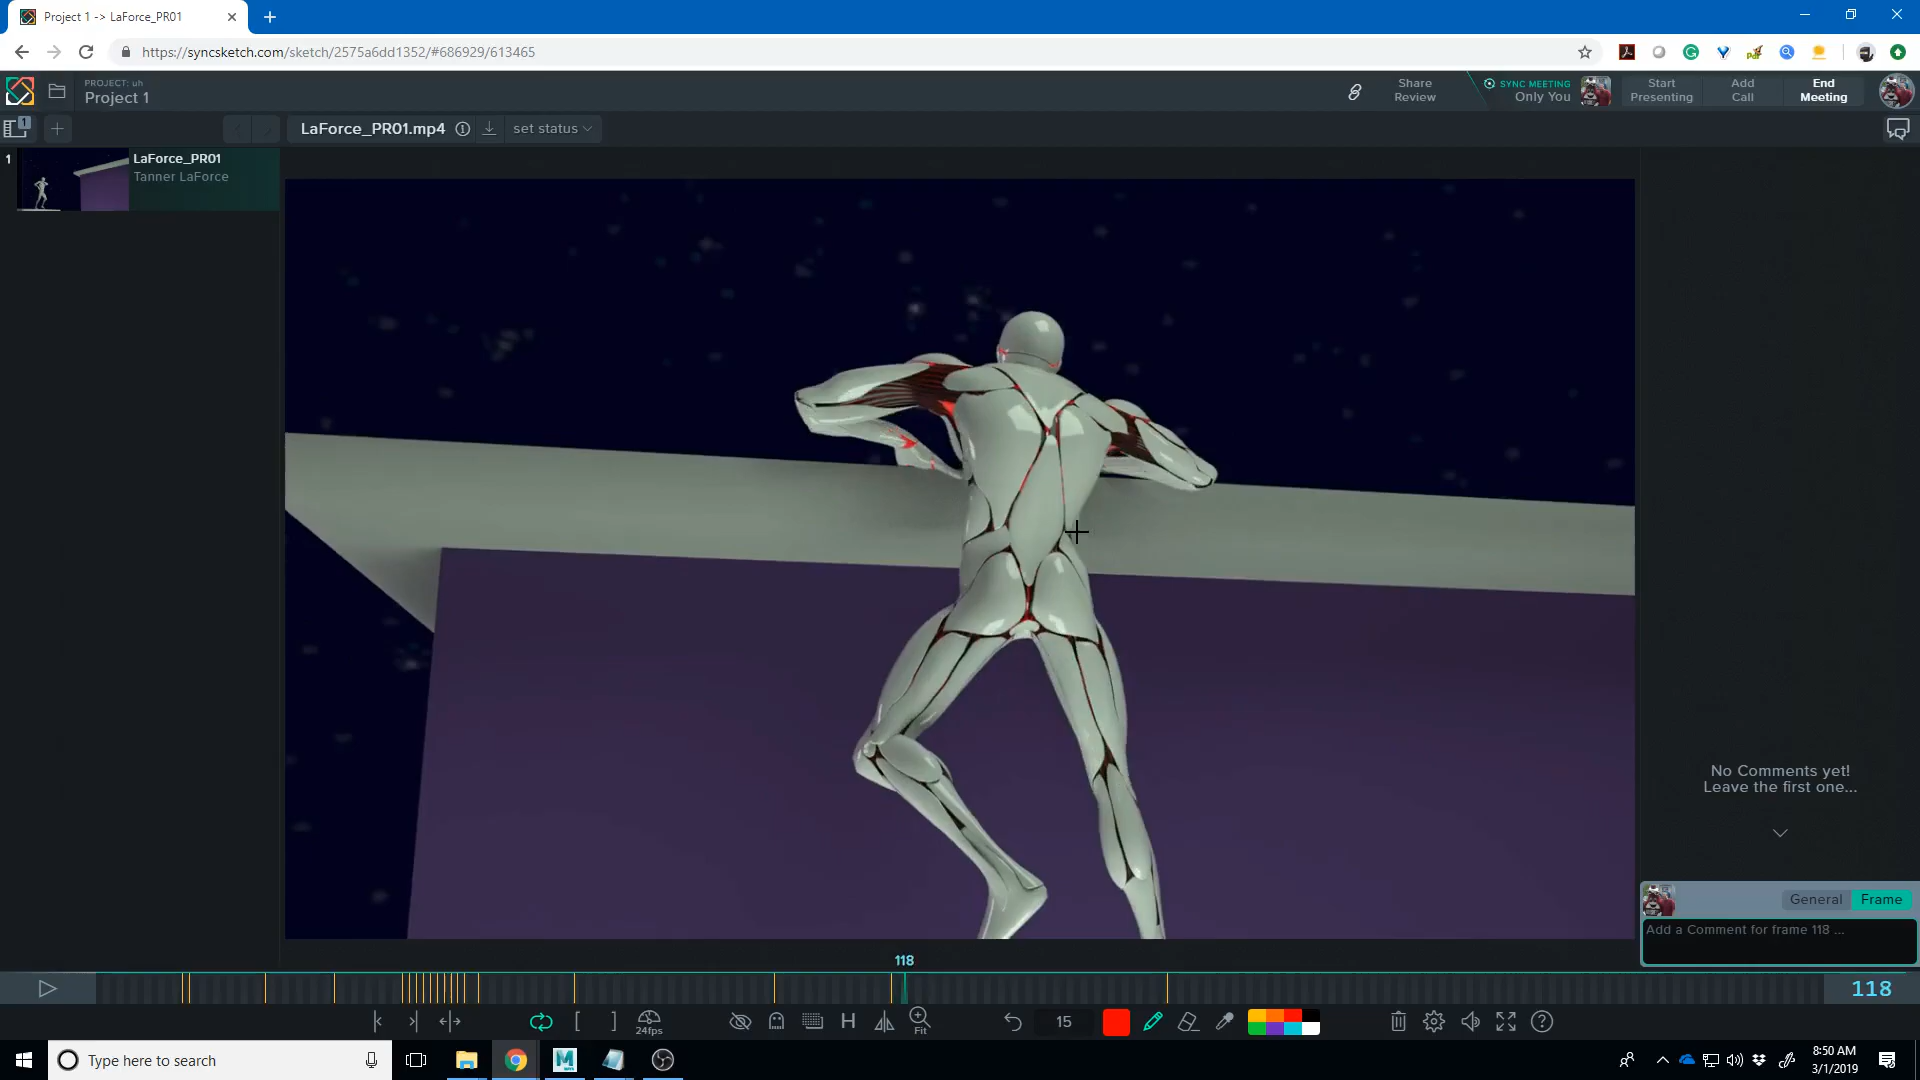 Project 1 -> LaForce_PR01
https://syncsketch.com/sketch/2575a6dd1352/#686929/613465
PROJECT: uh
Project 1
Share
Review
SYNC MEETING
Only You
Start
Presenting
Add
Call
End
Meeting
1
LaForce_PR01.mp4
set status
1
LaForce_PR01
Tanner LaForce
No Comments yet!
Leave the first one...
General
Frame
Add a Comment for frame 118 ...
118
118
24fps
H
Fit
15
Type here to search
8:50 AM
3/1/2019